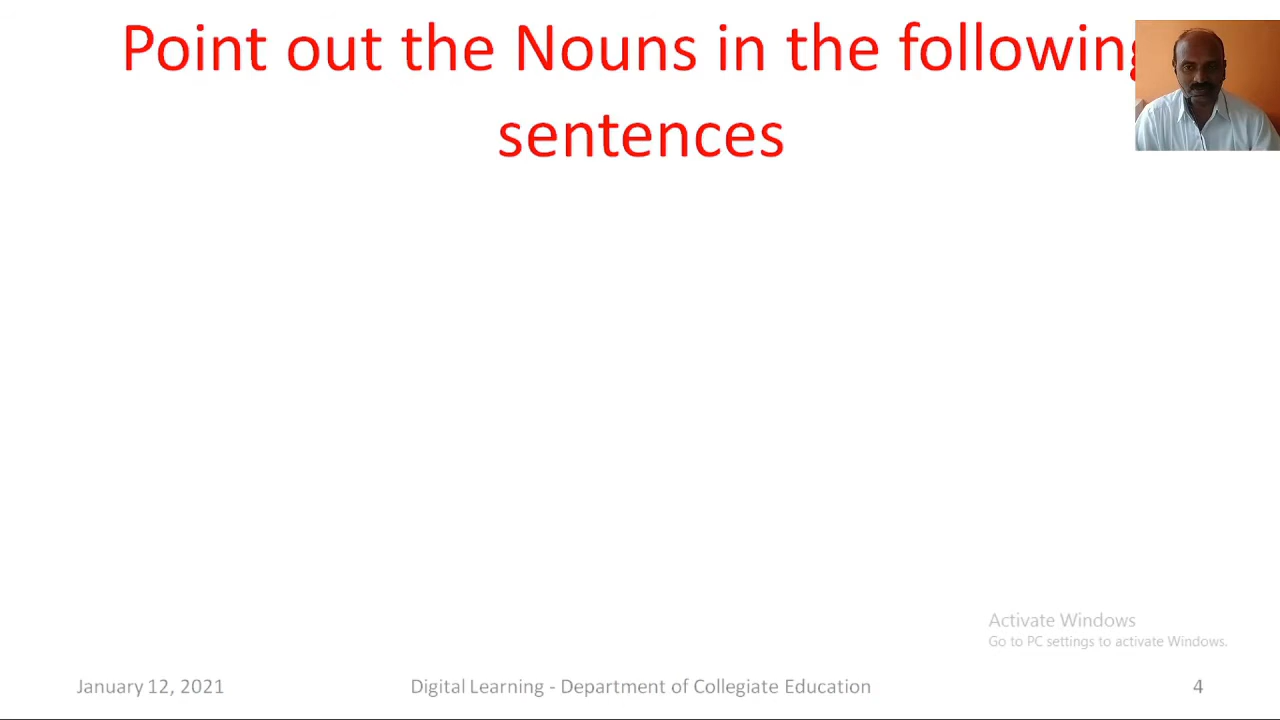 Point out the Nouns in the following
sentences
Activate Windows
Go to PC settings to activate Windows.
January 12, 2021
Digital Learning - Department of Collegiate Education
4